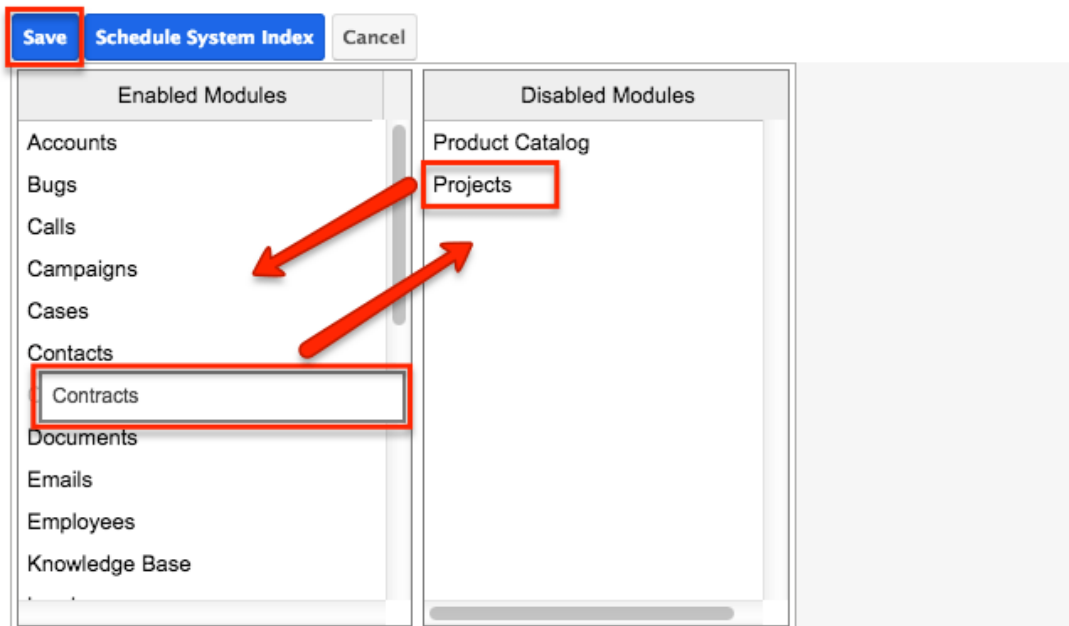 Save Schedule System Index Cancel
Enabled Modules Disabled Modules
Accounts Product Catalog
Bugs Projects
Calls
Campaigns
Cases
Contacts
Contracts
Documents
Emails
Employees
Knowledge Base